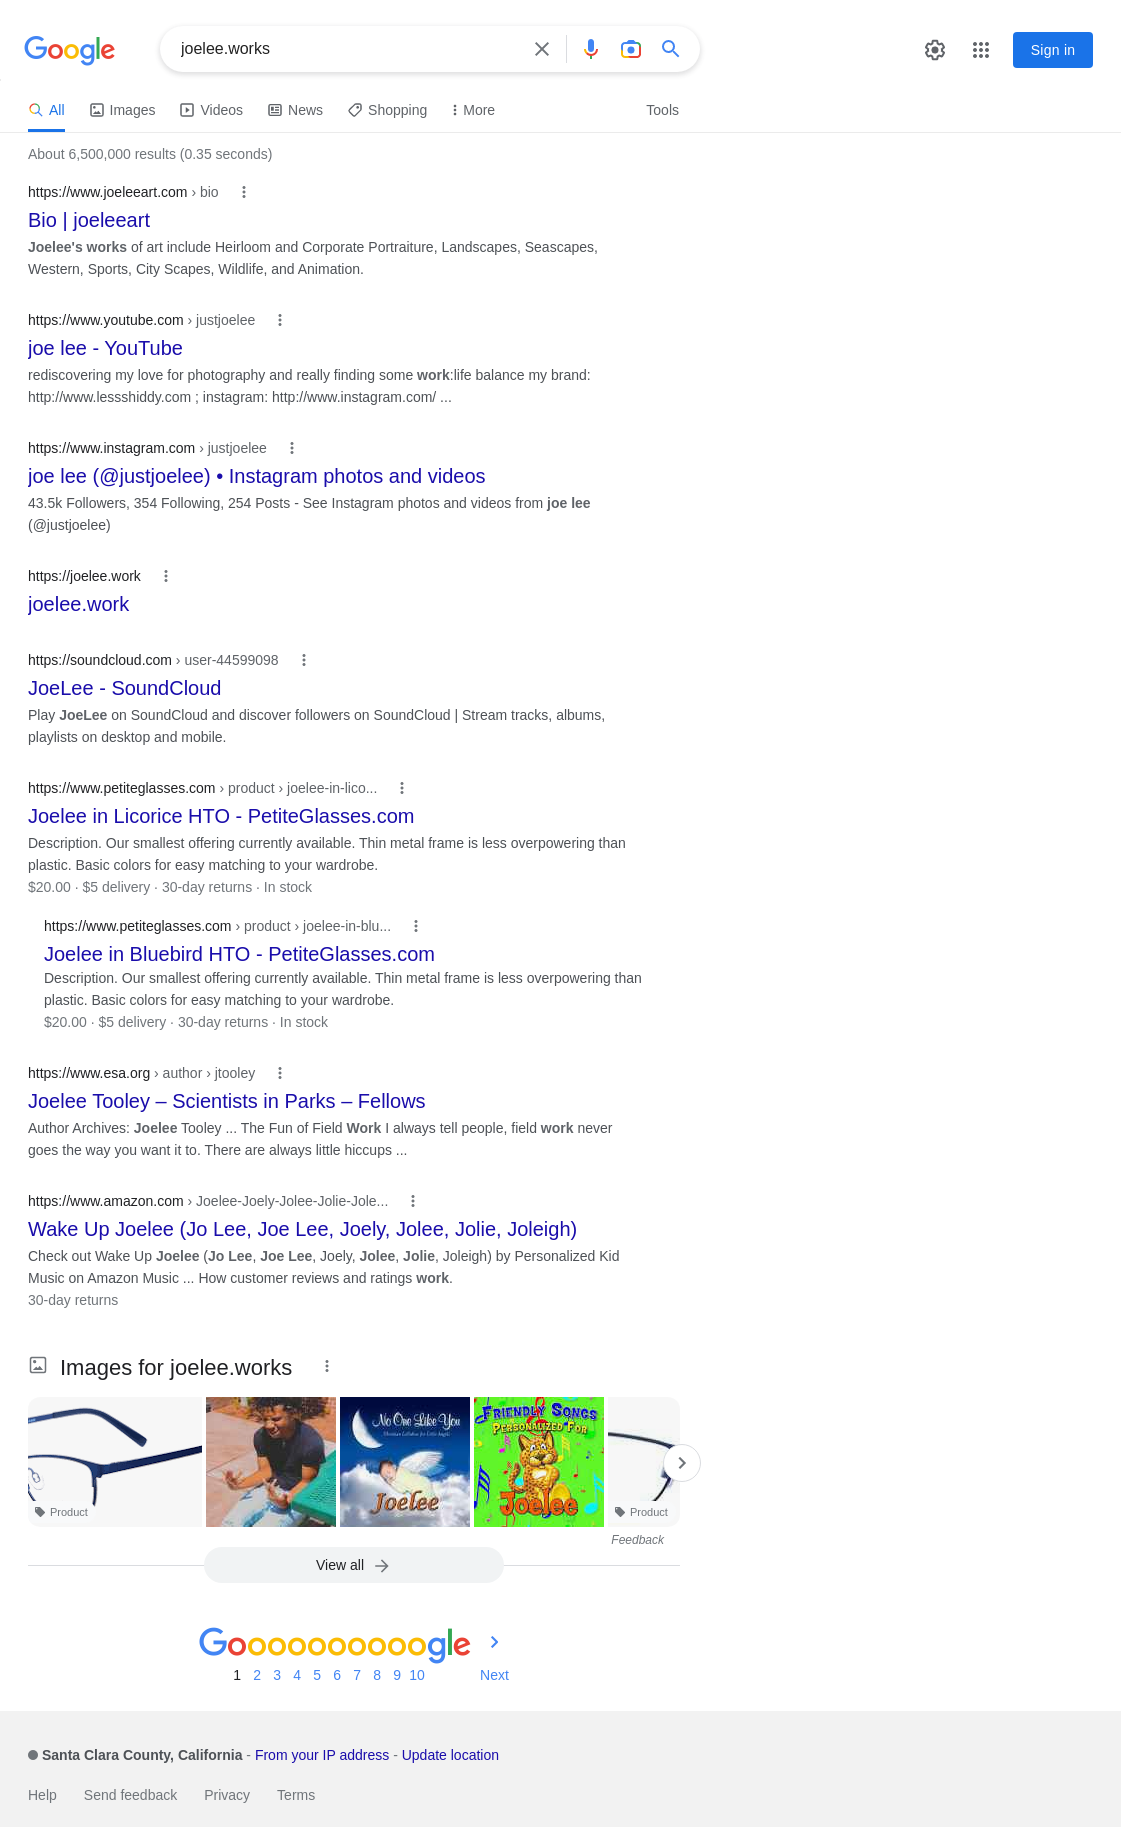 Google
joelee.works
Sign in
All
Images
Videos
News
Shopping
More
Tools
About 6,500,000 results (0.35 seconds)
https://www.joeleeart.com › bio
Bio | joeleeart
Joelee's works of art include Heirloom and Corporate Portraiture, Landscapes, Seascapes,
Western, Sports, City Scapes, Wildlife, and Animation.
https://www.youtube.com › justjoelee
joe lee - YouTube
rediscovering my love for photography and really finding some work:life balance my brand:
http://www.lessshiddy.com ; instagram: http://www.instagram.com/ ...
https://www.instagram.com › justjoelee
joe lee (@justjoelee) • Instagram photos and videos
43.5k Followers, 354 Following, 254 Posts - See Instagram photos and videos from joe lee
(@justjoelee)
https://joelee.work
joelee.work
https://soundcloud.com › user-44599098
JoeLee - SoundCloud
Play JoeLee on SoundCloud and discover followers on SoundCloud | Stream tracks, albums,
playlists on desktop and mobile.
https://www.petiteglasses.com › product › joelee-in-lico...
Joelee in Licorice HTO - PetiteGlasses.com
Description. Our smallest offering currently available. Thin metal frame is less overpowering than
plastic. Basic colors for easy matching to your wardrobe.
$20.00 · $5 delivery · 30-day returns · In stock
https://www.petiteglasses.com › product › joelee-in-blu...
Joelee in Bluebird HTO - PetiteGlasses.com
Description. Our smallest offering currently available. Thin metal frame is less overpowering than
plastic. Basic colors for easy matching to your wardrobe.
$20.00 · $5 delivery · 30-day returns · In stock
https://www.esa.org › author › jtooley
Joelee Tooley – Scientists in Parks – Fellows
Author Archives: Joelee Tooley ... The Fun of Field Work I always tell people, field work never
goes the way you want it to. There are always little hiccups ...
https://www.amazon.com › Joelee-Joely-Jolee-Jolie-Jole...
Wake Up Joelee (Jo Lee, Joe Lee, Joely, Jolee, Jolie, Joleigh)
Check out Wake Up Joelee (Jo Lee, Joe Lee, Joely, Jolee, Jolie, Joleigh) by Personalized Kid
Music on Amazon Music ... How customer reviews and ratings work.
30-day returns
Images for joelee.works
Product
No One Like You
Christian Lullabies for Little Angels
Joelee
FRIENDLY SONGS
PERSONALIZED FOR
Joelee
Product
Feedback
View all
Goooooooooogle
1 2 3 4 5 6 7 8 9 10 Next
Santa Clara County, California - From your IP address - Update location
Help Send feedback Privacy Terms